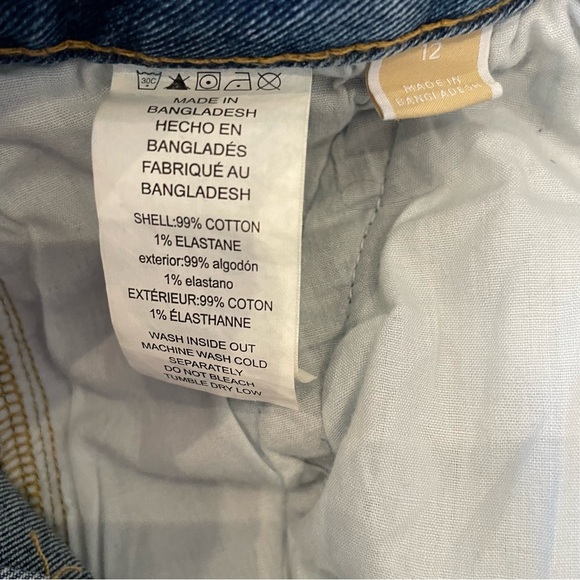 30C
MADE IN
BANGLADESH
HECHO EN
BANGLADÉS
FABRIQUÉ AU
BANGLADESH
SHELL:99% COTTON
1% ELASTANE
exterior:99% algodón
1% elastano
EXTÉRIEUR:99% COTON
1% ÉLASTHANNE
WASH INSIDE OUT
MACHINE WASH COLD
SEPARATELY
DO NOT BLEACH
TUMBLE DRY LOW
12
MADE IN
BANGLADESH